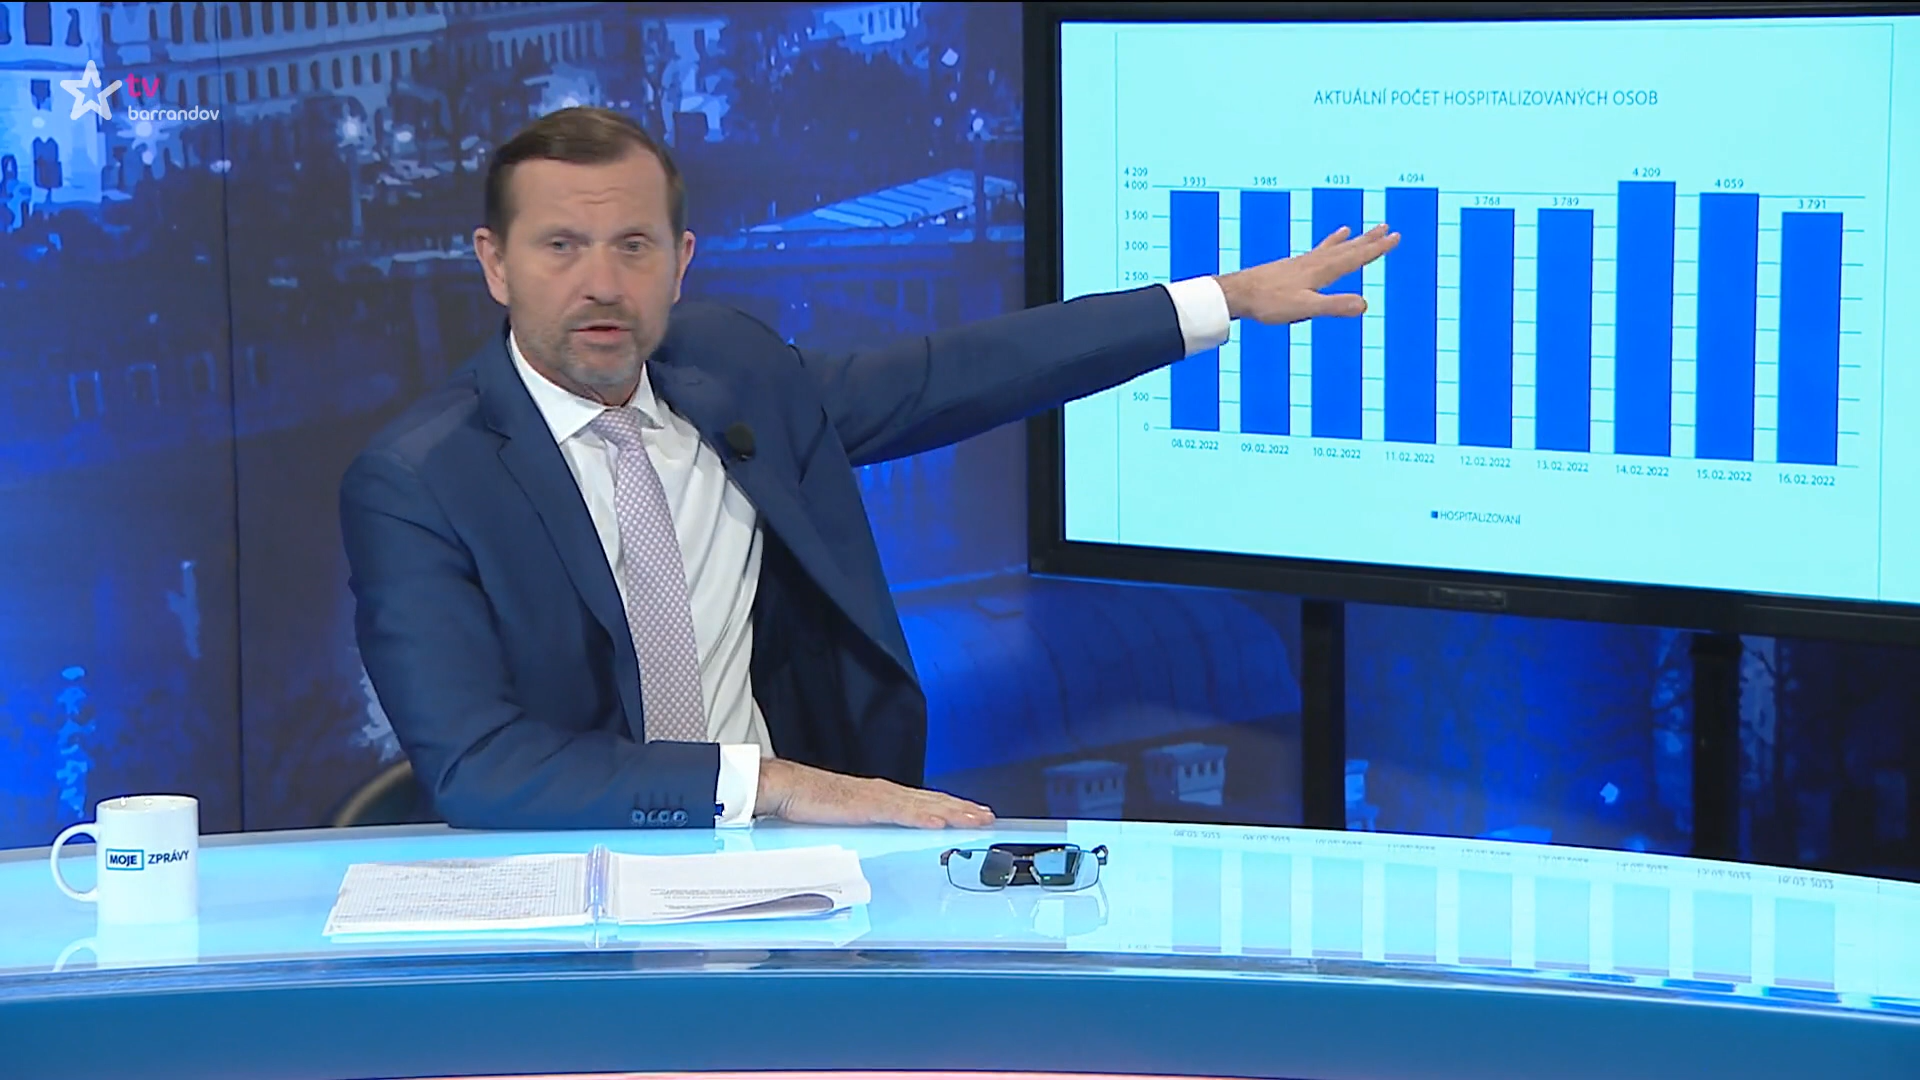 tv
barrandov
AKTUÁLNÍ POČET HOSPITALIZOVANÝCH OSOB
4 209
4 000
3 500
3 000
2 500
500
0
3 933
3 985
4 033
4 094
3 768
3 789
4 209
4 059
3 791
08. 02. 2022
09. 02. 2022
10. 02. 2022
11. 02. 2022
12. 02. 2022
13. 02. 2022
14. 02. 2022
15. 02. 2022
16. 02. 2022
HOSPITALIZOVANÍ
MOJE ZPRÁVY